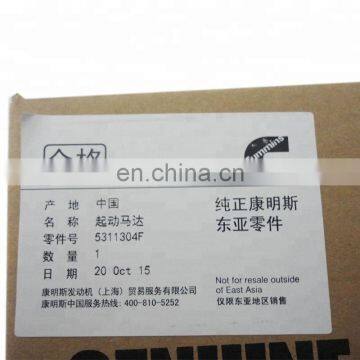 合格
cummins
产 地 中国
名 称 起动马达
零件号 5311304F
数 量 1
日 期 20 Oct 15
纯正康明斯
东亚零件
Not for resale outside
of East Asia
仅限东亚地区销售
康明斯发动机（上海）贸易服务有限公司
康明斯中国服务热线：400-810-5252
en.china.cn
GENUINE